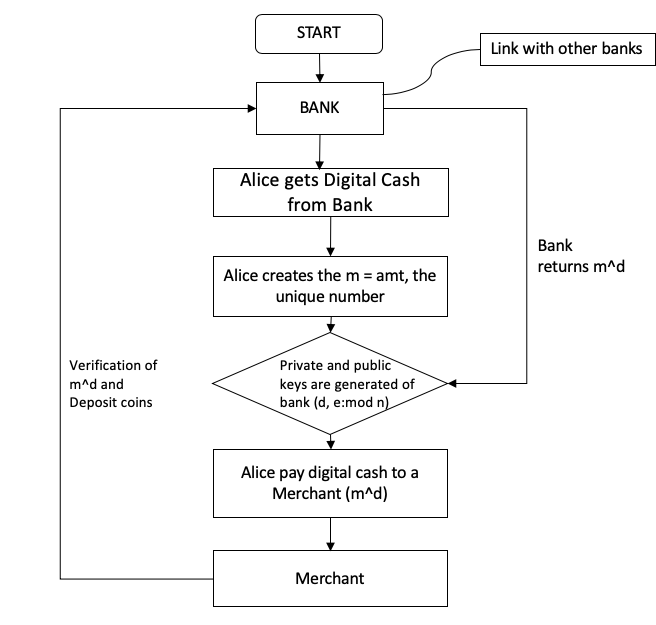 START
Link with other banks
BANK
Alice gets Digital Cash
from Bank
Bank
returns m^d
Alice creates the m = amt, the
unique number
Verification of
m^d and
Deposit coins
Private and public
keys are generated of
bank (d, e:mod n)
Alice pay digital cash to a
Merchant (m^d)
Merchant